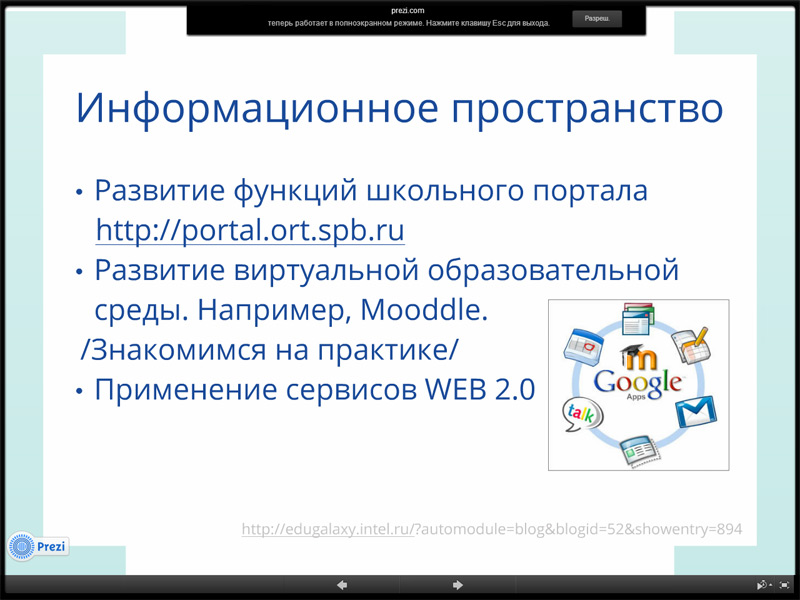 prezi.com
теперь работает в полноэкранном режиме. Нажмите клавишу Esc для выхода.
Разреш.
Информационное пространство
• Развитие функций школьного портала
http://portal.ort.spb.ru
• Развитие виртуальной образовательной
среды. Например, Mooddle.
/Знакомимся на практике/
• Применение сервисов WEB 2.0
m
Google
Apps
talk
http://edugalaxy.intel.ru/?automodule=blog&blogid=52&showentry=894
Prezi